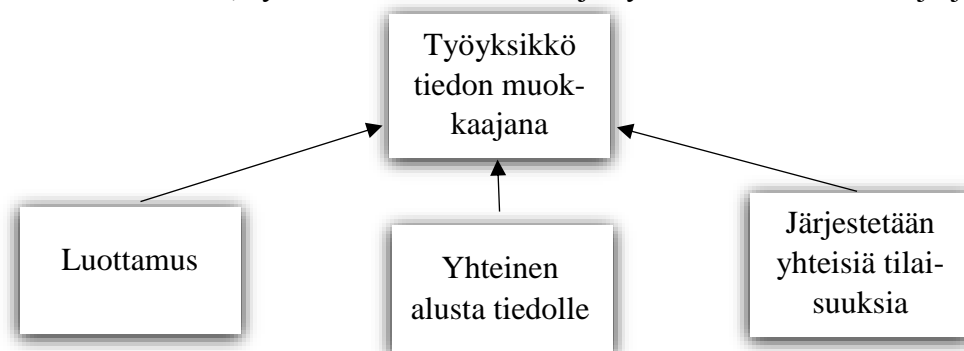 Työyksikkö
tiedon muok-
kaajana
Luottamus
Yhteinen
alusta tiedolle
Järjestetään
yhteisiä tilai-
suuksia